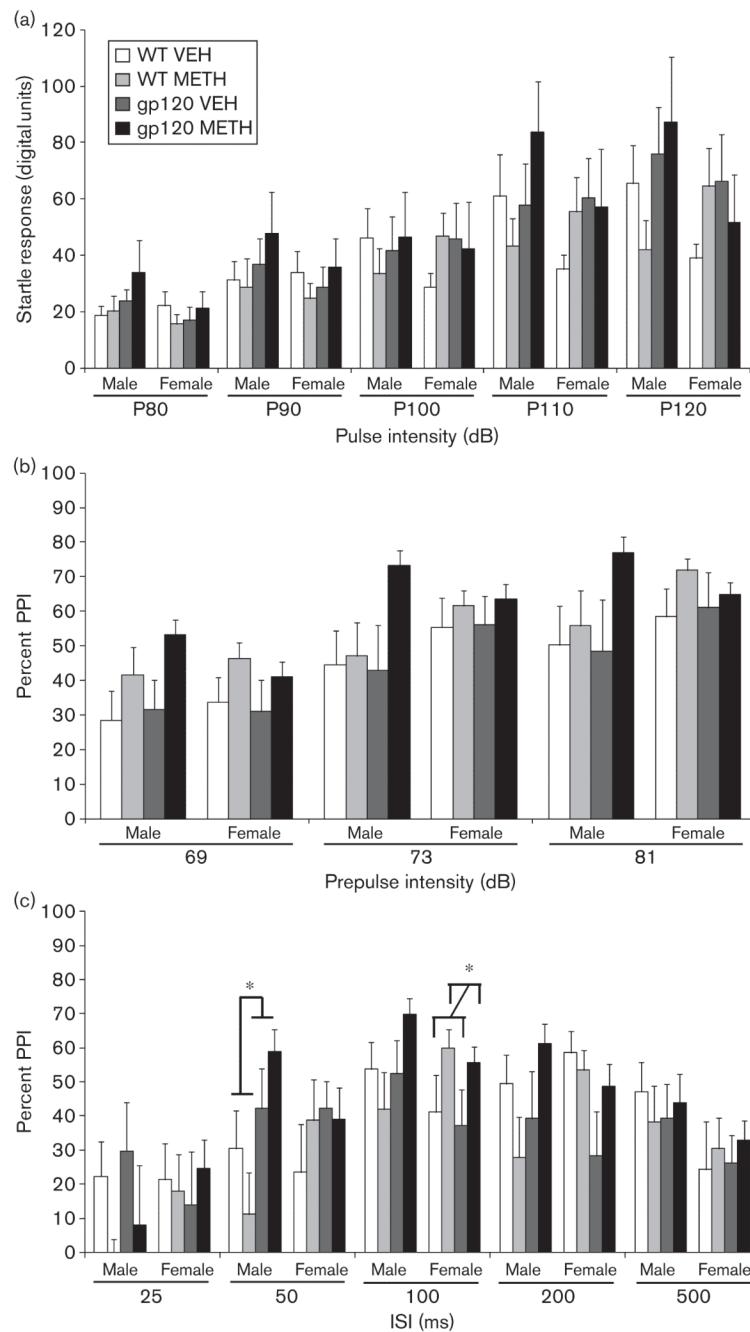 (a)
120
100
80
60
40
20
0
Startle response (digital units)
WT VEH
WT METH
gp120 VEH
gp120 METH
Male Female Male Female Male Female Male Female Male Female
P80 P90 P100 P110 P120
Pulse intensity (dB)
(b)
100
90
80
70
60
50
40
30
20
10
0
Percent PPI
Male Female Male Female Male Female
69 73 81
Prepulse intensity (dB)
(c)
100
90
80
70
60
50
40
30
20
10
0
Percent PPI
* *
Male Female Male Female Male Female Male Female Male Female
25 50 100 200 500
ISI (ms)